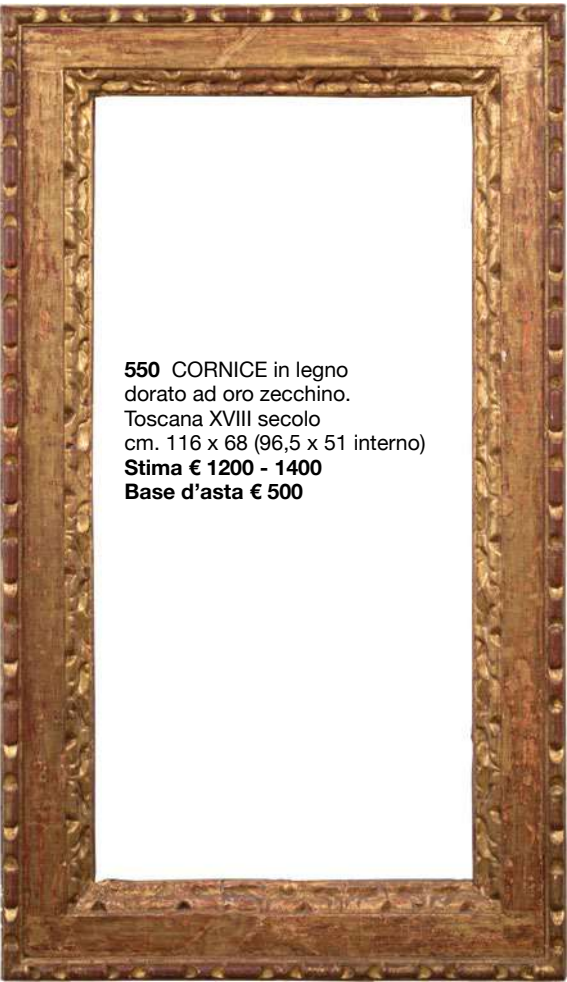 550 CORNICE in legno
dorato ad oro zecchino.
Toscana XVIII secolo
cm. 116 x 68 (96,5 x 51 interno)
Stima € 1200 - 1400
Base d'asta € 500